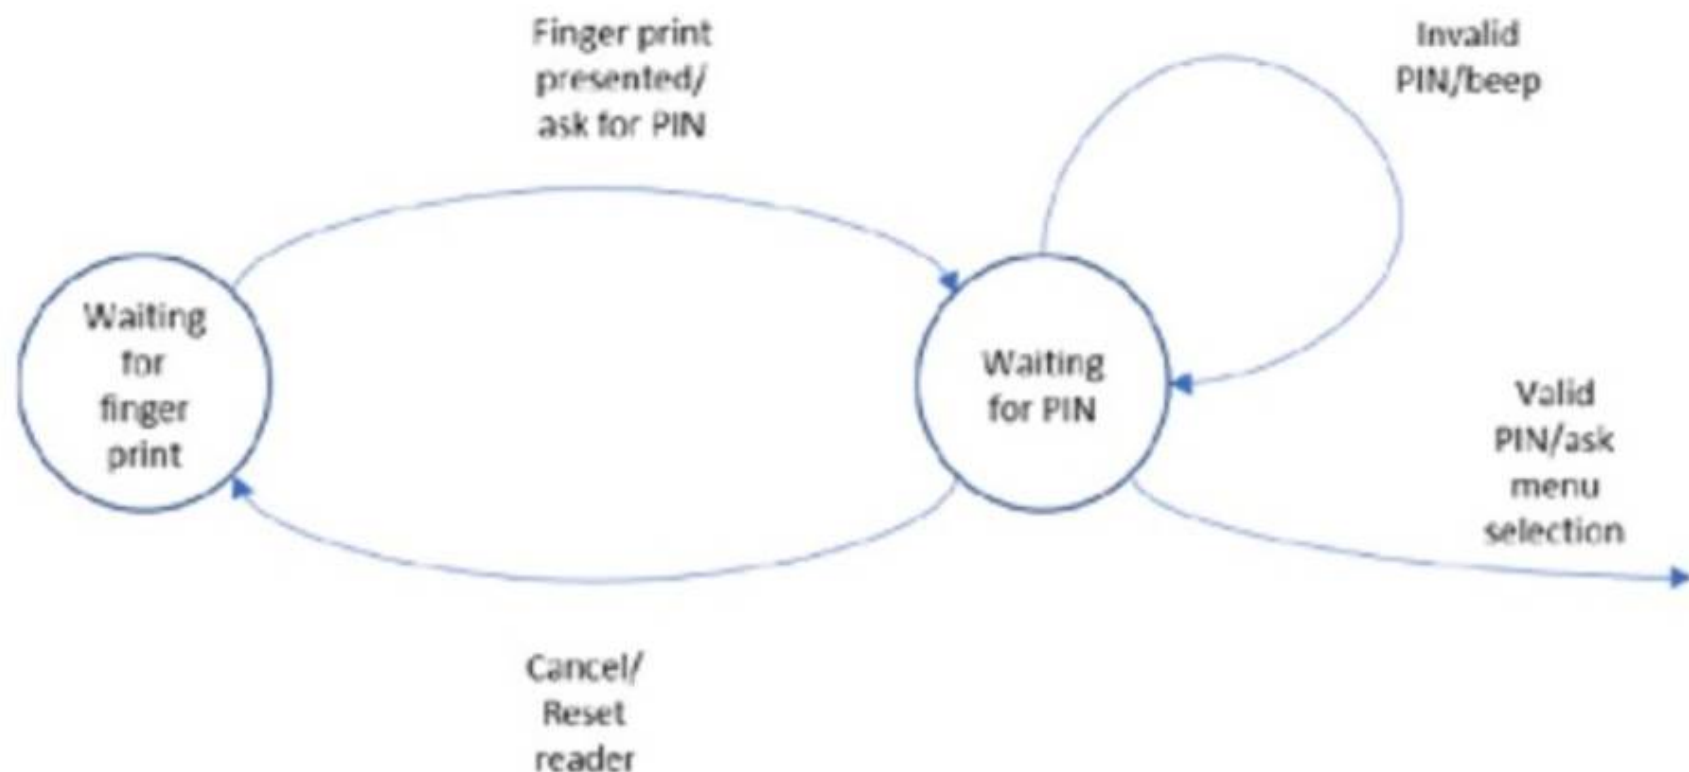 Finger print
presented/
ask for PIN
Invalid
PIN/beep
Waiting
for
finger
print
Waiting
for PIN
Valid
PIN/ask
menu
selection
Cancel/
Reset
reader